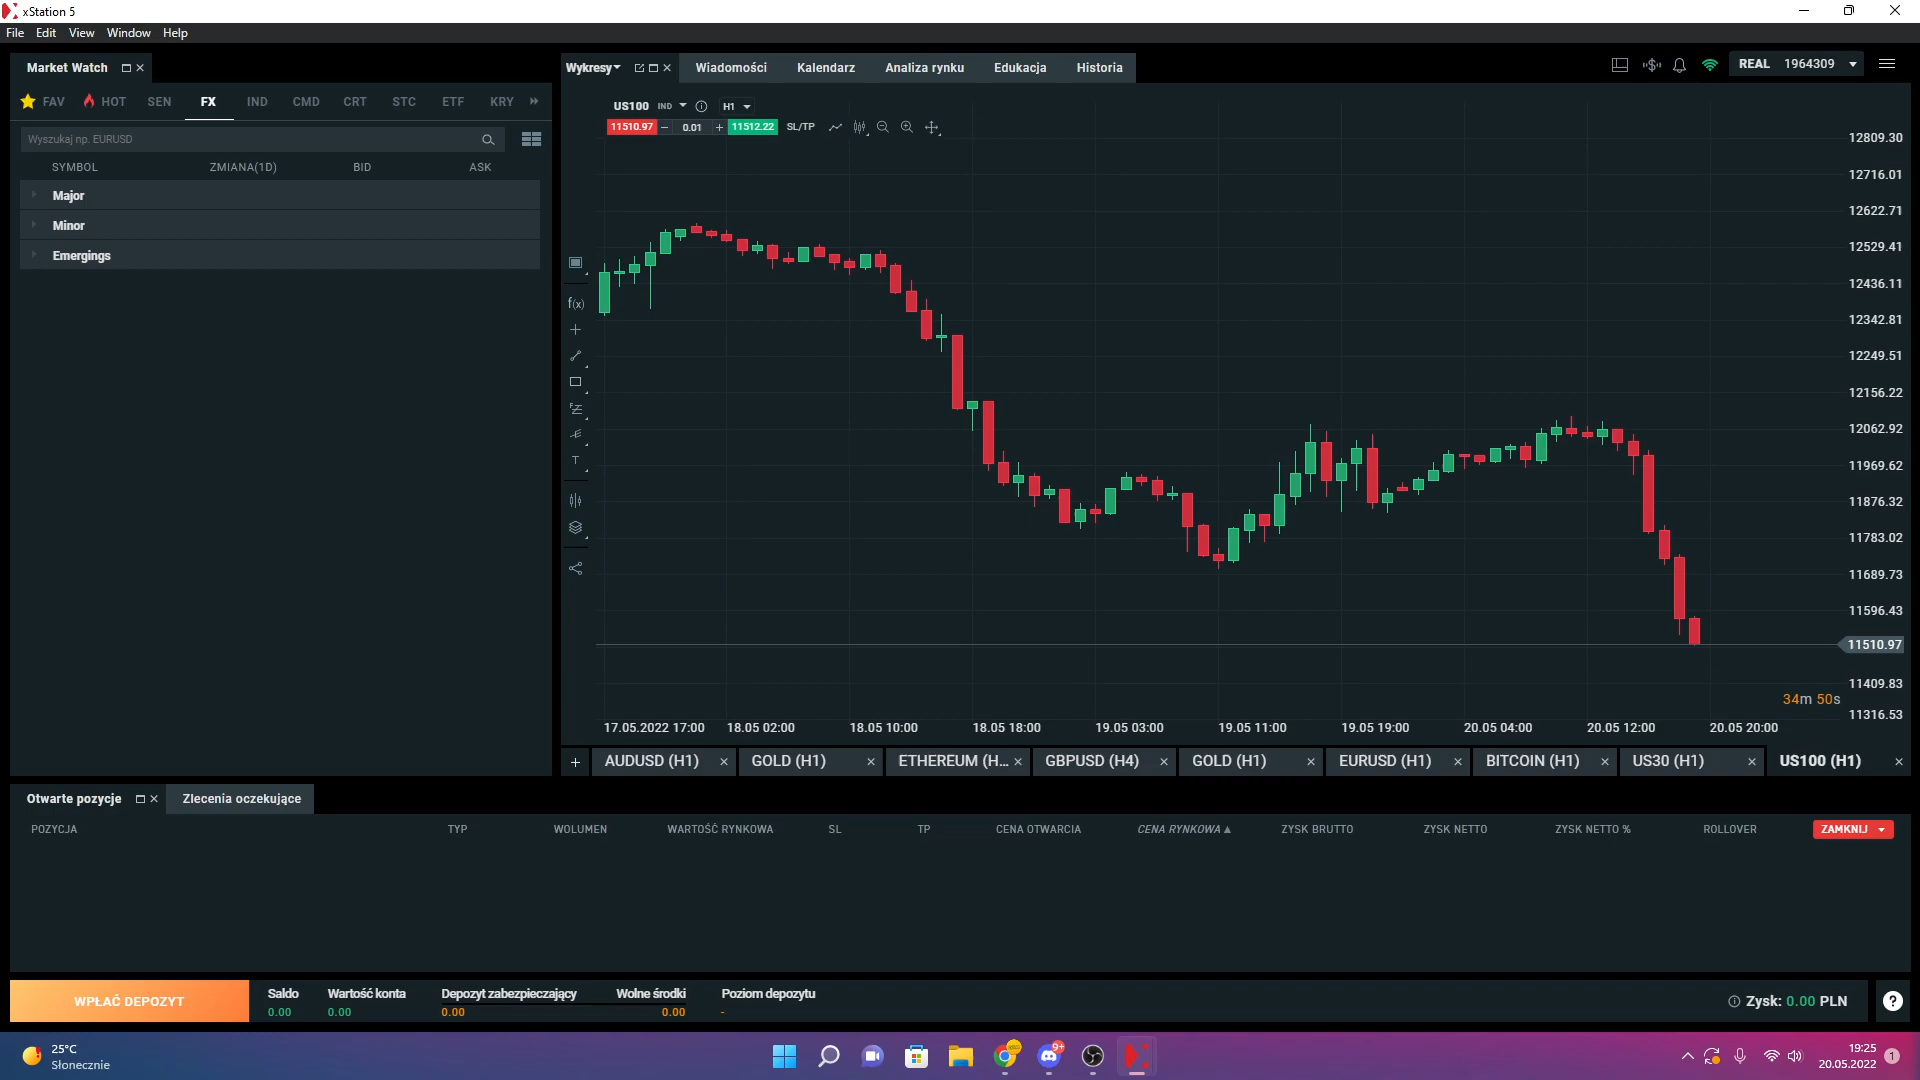 xStation 5
File Edit View Window Help
Market Watch
Wykresy
Wiadomości Kalendarz Analiza rynku Edukacja Historia
REAL 1964309
FAV HOT SEN FX IND CMD CRT STC ETF KRY
Wyszukaj np. EURUSD
SYMBOL ZMIANA(1D) BID ASK
Major
Minor
Emergings
US100 IND H1
11510.97 0.01 11512.22 SL/TP
f(x)
T
12809.30
12716.01
12622.71
12529.41
12436.11
12342.81
12249.51
12156.22
12062.92
11969.62
11876.32
11783.02
11689.73
11596.43
11510.97
11409.83
11316.53
34m 50s
17.05.2022 17:00 18.05 02:00 18.05 10:00 18.05 18:00 19.05 03:00 19.05 11:00 19.05 19:00 20.05 04:00 20.05 12:00 20.05 20:00
AUDUSD (H1) GOLD (H1) ETHEREUM (H... GBPUSD (H4) GOLD (H1) EURUSD (H1) BITCOIN (H1) US30 (H1) US100 (H1)
Otwarte pozycje Zlecenia oczekujące
POZYCJA TYP WOLUMEN WARTOŚĆ RYNKOWA SL TP CENA OTWARCIA CENA RYNKOWA ZYSK BRUTTO ZYSK NETTO ZYSK NETTO % ROLLOVER ZAMKNIJ
WPŁAĆ DEPOZYT
Saldo Wartość konta Depozyt zabezpieczający Wolne środki Poziom depozytu
0.00 0.00 0.00 0.00 -
Zysk: 0.00 PLN
?
25°C
Słonecznie
9+
19:25
20.05.2022
1